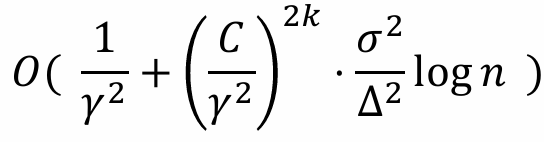 O( 1/γ² + (C/γ²)^{2k} · σ²/Δ² log n )